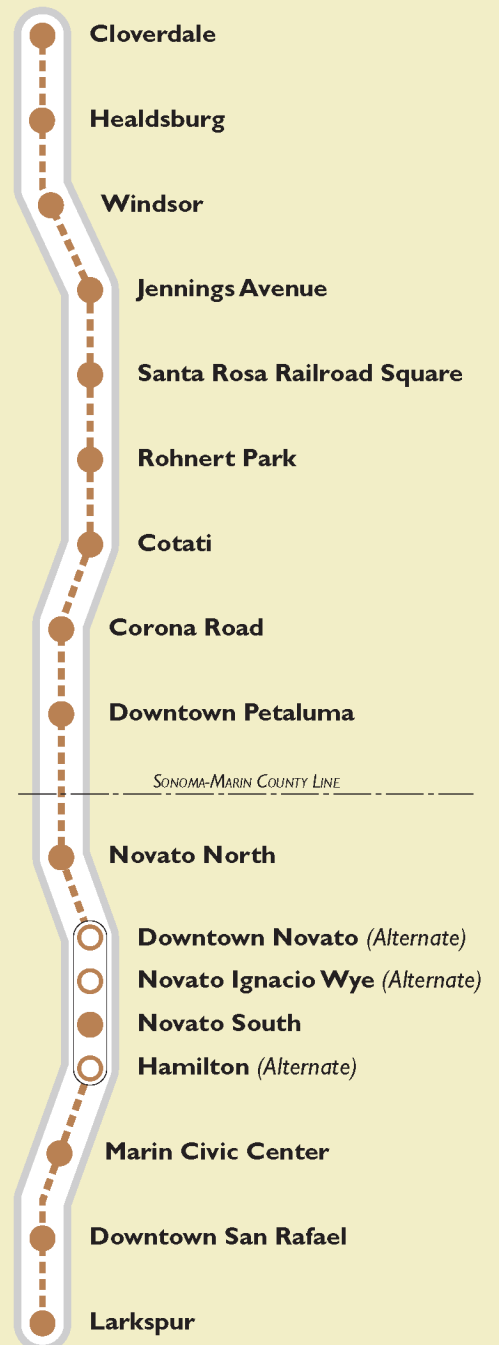 Cloverdale
Healdsburg
Windsor
Jennings Avenue
Santa Rosa Railroad Square
Rohnert Park
Cotati
Corona Road
Downtown Petaluma
Sonoma-Marin County Line
Novato North
Downtown Novato (Alternate)
Novato Ignacio Wye (Alternate)
Novato South
Hamilton (Alternate)
Marin Civic Center
Downtown San Rafael
Larkspur